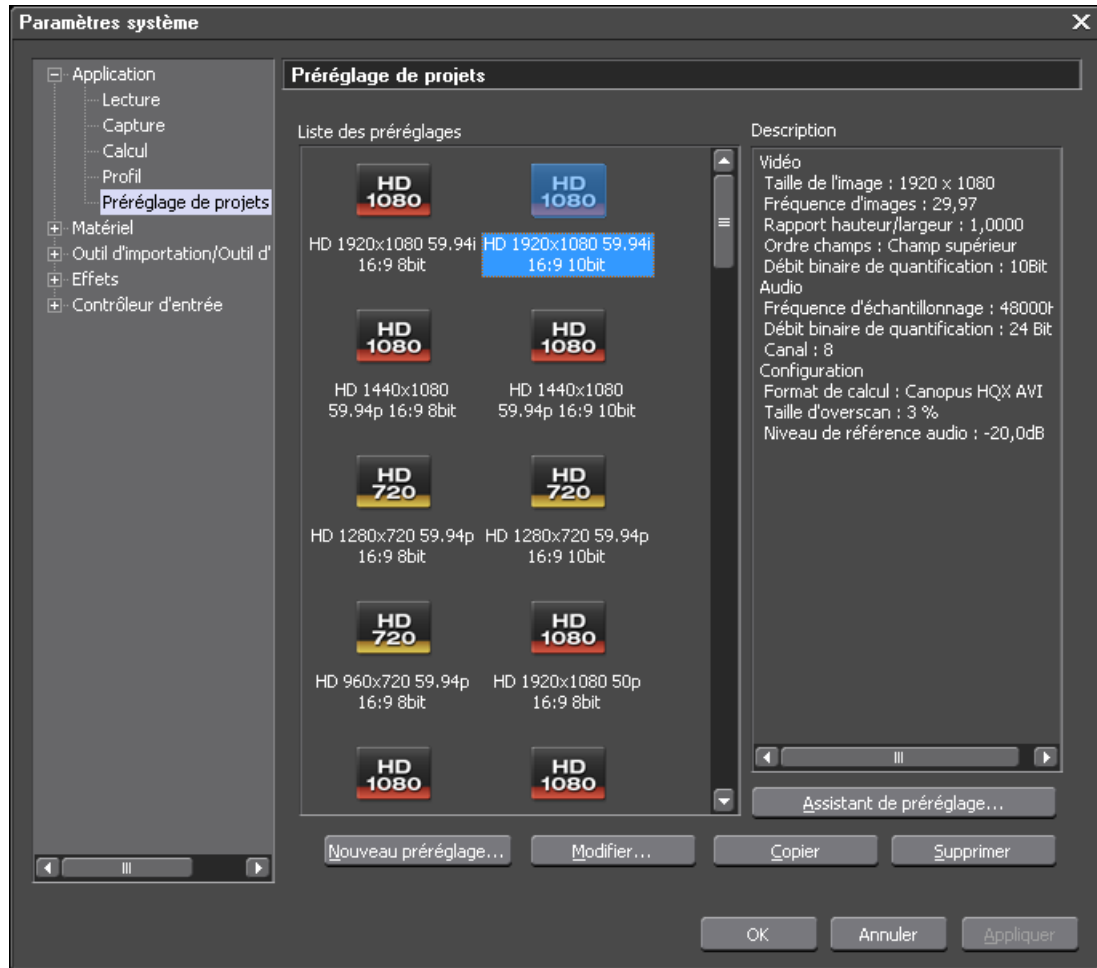 Paramètres système
Application
Lecture
Capture
Calcul
Profil
Préréglage de projets
Matériel
Outil d'importation/Outil d'
Effets
Contrôleur d'entrée
Préréglage de projets
Liste des préréglages
HD
1080
HD 1920x1080 59.94i
16:9 8bit
HD
1080
HD 1920x1080 59.94i
16:9 10bit
HD
1080
HD 1440x1080
59.94p 16:9 8bit
HD
1080
HD 1440x1080
59.94p 16:9 10bit
HD
720
HD 1280x720 59.94p
16:9 8bit
HD
720
HD 1280x720 59.94p
16:9 10bit
HD
720
HD 960x720 59.94p
16:9 8bit
HD
1080
HD 1920x1080 50p
16:9 8bit
HD
1080
HD
1080
Description
Vidéo
Taille de l'image : 1920 x 1080
Fréquence d'images : 29,97
Rapport hauteur/largeur : 1,0000
Ordre champs : Champ supérieur
Débit binaire de quantification : 10Bit
Audio
Fréquence d'échantillonnage : 48000H
Débit binaire de quantification : 24 Bit
Canal : 8
Configuration
Format de calcul : Canopus HQX AVI
Taille d'overscan : 3 %
Niveau de référence audio : -20,0dB
Assistant de préréglage...
Nouveau préréglage...
Modifier...
Copier
Supprimer
OK
Annuler
Appliquer